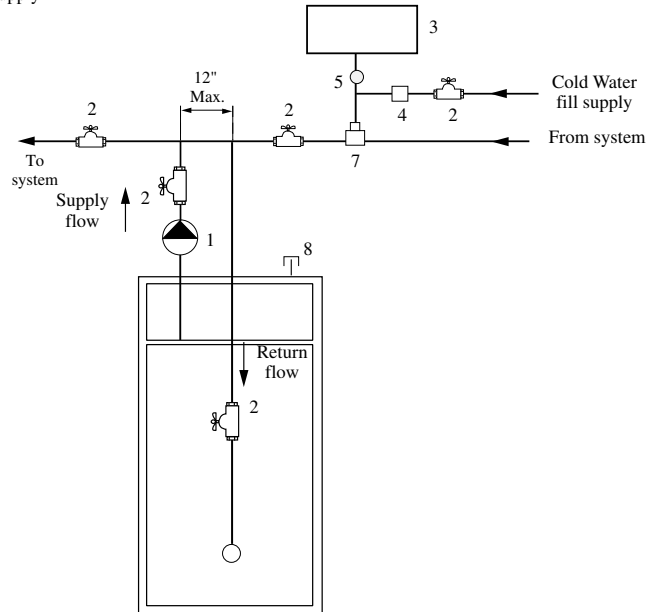 3
5
12"
Max.
Cold Water
fill supply
2
2
4
2
From system
To
system
7
2
Supply
flow
1
8
Return
flow
2